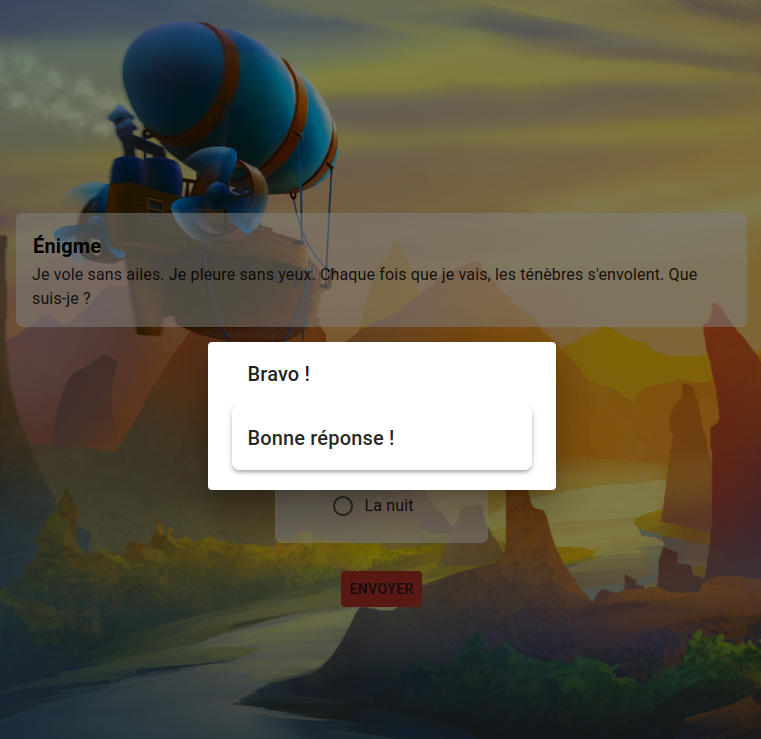 Énigme
Je vole sans ailes. Je pleure sans yeux. Chaque fois que je vais, les ténèbres s'envolent. Que
suis-je ?
Bravo !
Bonne réponse !
La nuit
ENVOYER